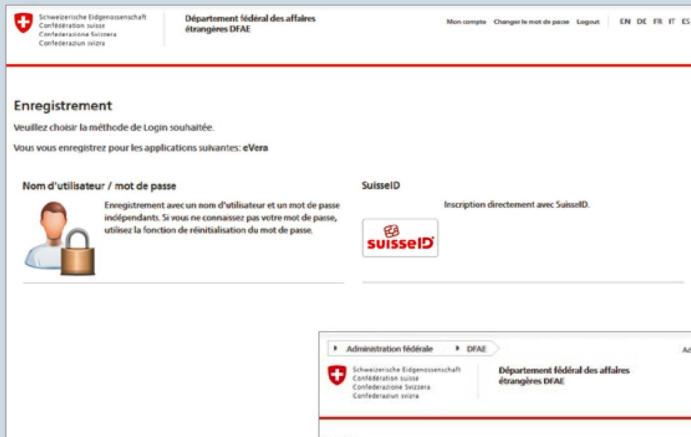 Schweizerische Eidgenossenschaft
Confédération suisse
Confederazione Svizzera
Confederaziun svizra
Département fédéral des affaires
étrangères DFAE
Mon compte Changer le mot de passe Logout EN DE FR IT ES
Enregistrement
Veuillez choisir la méthode de Login souhaitée.
Vous vous enregistrez pour les applications suivantes: eVera
Nom d'utilisateur / mot de passe
Enregistrement avec un nom d'utilisateur et un mot de passe
indépendants. Si vous ne connaissez pas votre mot de passe,
utilisez la fonction de réinitialisation du mot de passe.
SuisseID
Inscription directement avec SuisseID.
suisseID
Administration fédérale DFAE
Schweizerische Eidgenossenschaft
Confédération suisse
Confederazione Svizzera
Confederaziun svizra
Département fédéral des affaires
étrangères DFAE